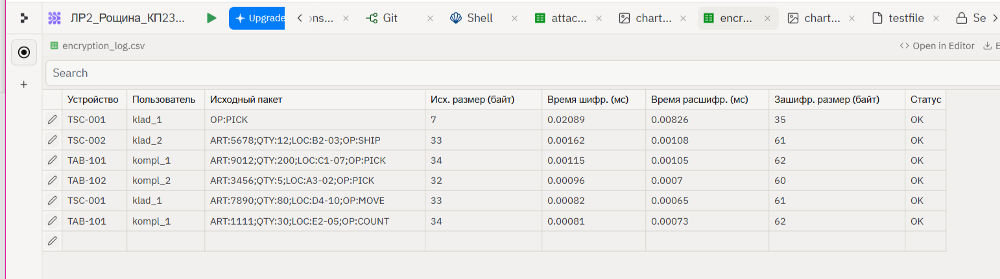 ЛР2_Рощина_КП23... Upgrade ons... × Git × Shell × attac... × chart... × encr... × chart... × testfile × Se
encryption_log.csv Open in Editor E
Search
Устройство Пользователь Исходный пакет Исх. размер (байт) Время шифр. (мс) Время расшифр. (мс) Зашифр. размер (байт) Статус
TSC-001 klad_1 OP:PICK 7 0.02089 0.00826 35 OK
TSC-002 klad_2 ART:5678;QTY:12;LOC:B2-03;OP:SHIP 33 0.00162 0.00108 61 OK
TAB-101 kompl_1 ART:9012;QTY:200;LOC:C1-07;OP:PICK 34 0.00115 0.00105 62 OK
TAB-102 kompl_2 ART:3456;QTY:5;LOC:A3-02;OP:PICK 32 0.00096 0.0007 60 OK
TSC-001 klad_1 ART:7890;QTY:80;LOC:D4-10;OP:MOVE 33 0.00082 0.00065 61 OK
TAB-101 kompl_1 ART:1111;QTY:30;LOC:E2-05;OP:COUNT 34 0.00081 0.00073 62 OK